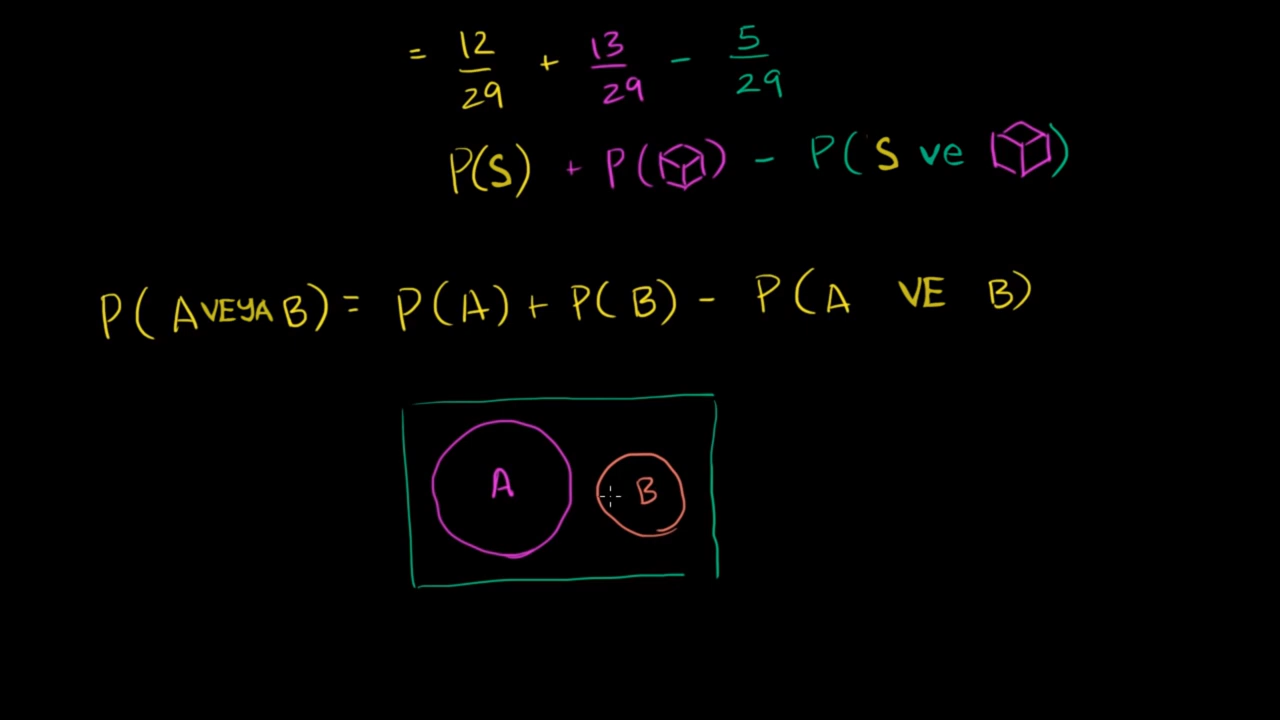 = 12/29 + 13/29 - 5/29
P(S) + P( ) - P( S ve )
P( A VEYA B) = P(A) + P( B) - P(A VE B)
A B